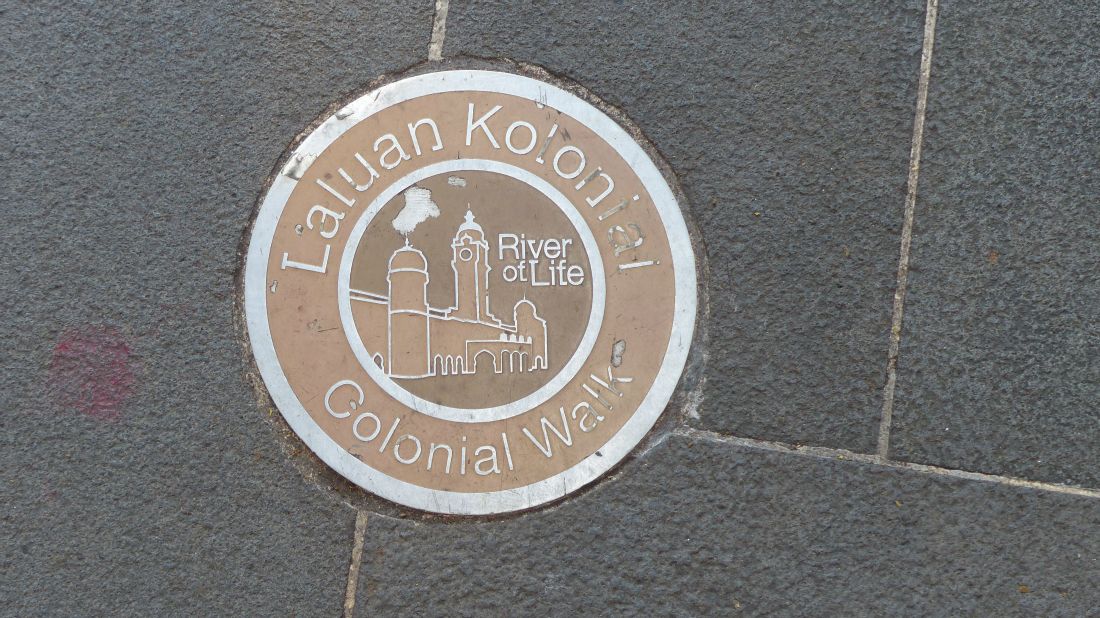 Laluan Kolonial
River
of Life
Colonial Walk